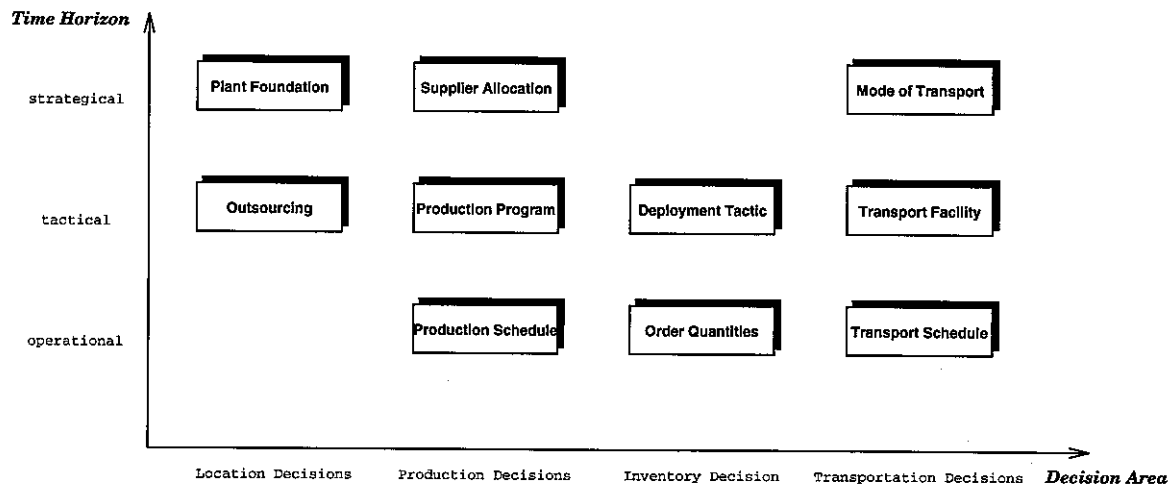 Time Horizon
strategical
Plant Foundation
Supplier Allocation
Mode of Transport
tactical
Outsourcing
Production Program
Deployment Tactic
Transport Facility
operational
Production Schedule
Order Quantities
Transport Schedule
Location Decisions
Production Decisions
Inventory Decision
Transportation Decisions
Decision Area